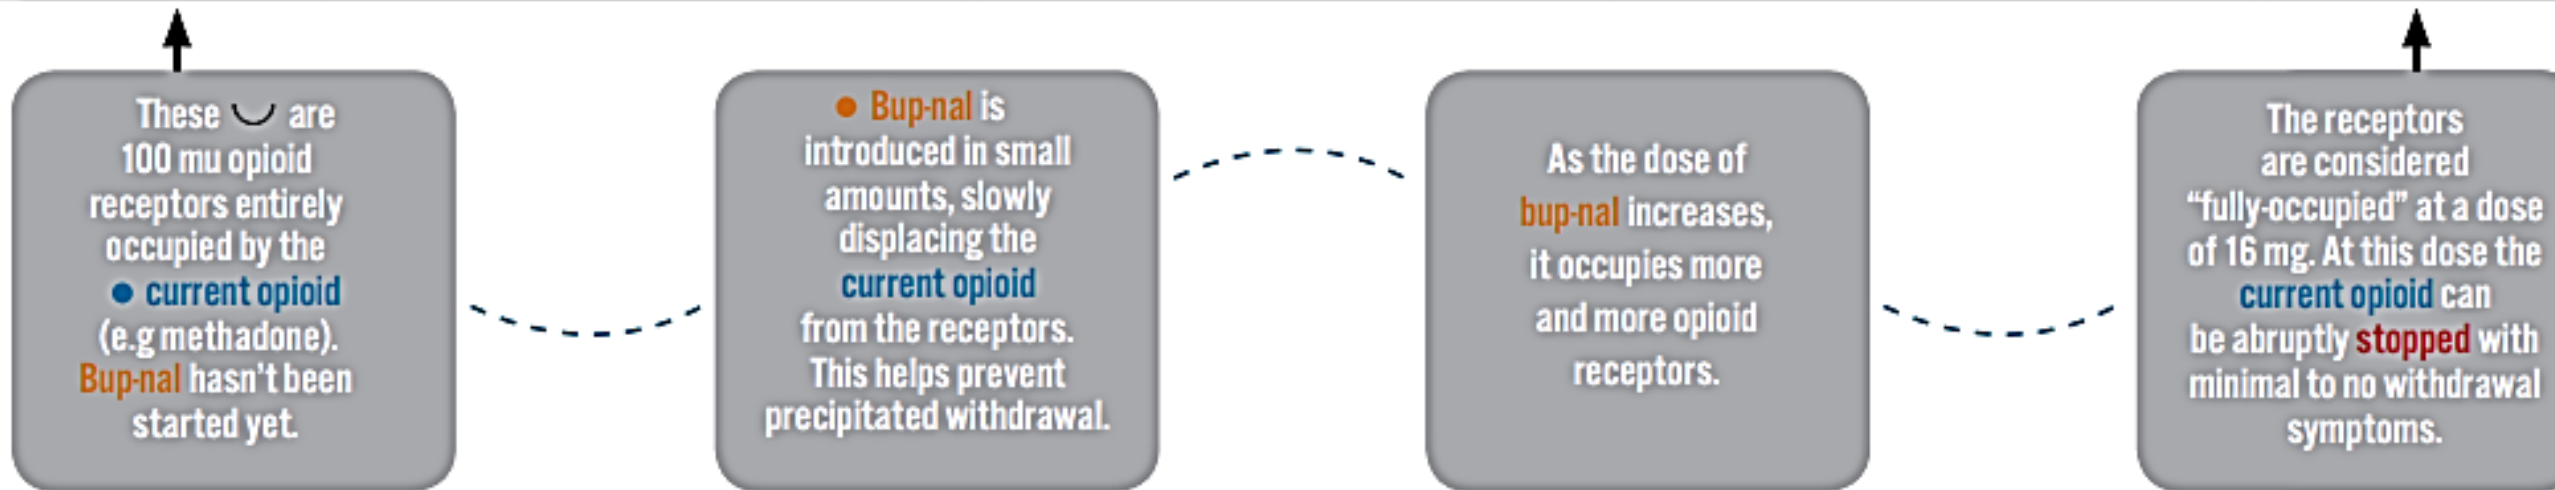 These are
100 mu opioid
receptors entirely
occupied by the
● current opioid
(e.g methadone).
Bup-nal hasn't been
started yet.
● Bup-nal is
introduced in small
amounts, slowly
displacing the
current opioid
from the receptors.
This helps prevent
precipitated withdrawal.
As the dose of
bup-nal increases,
it occupies more
and more opioid
receptors.
The receptors
are considered
“fully-occupied” at a dose
of 16 mg. At this dose the
current opioid can
be abruptly stopped with
minimal to no withdrawal
symptoms.